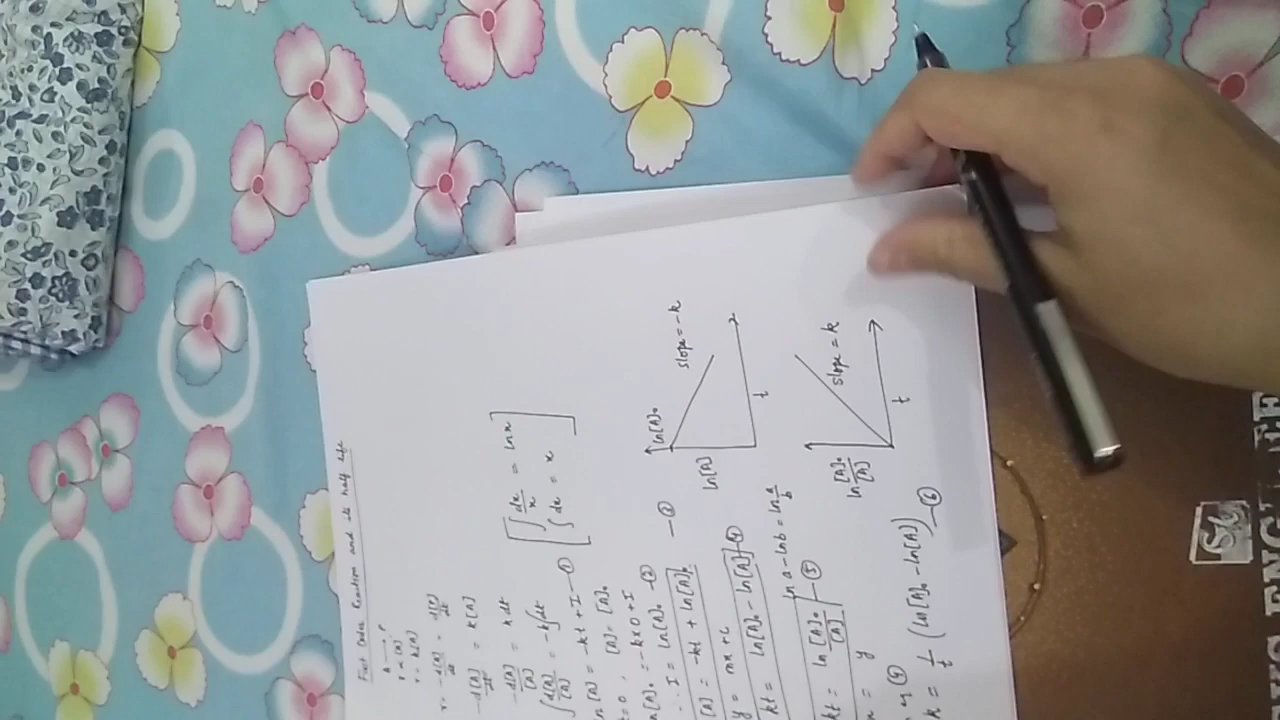 First Order Reaction and its half life
A → P
r ∝ [A]
r = k[A]
r = -d[A]/dt = d[P]/dt
-d[A]/dt = k[A]
-d[A]/[A] = k dt
∫d[A]/[A] = -k∫dt
ln[A] = -kt + I —①
[∫dx/x = ln x
∫dx = x]
t=0, [A] = [A]₀
ln[A]₀ = -k×0 + I
∴ I = ln[A]₀ —②
[A] = -kt + ln[A]₀ —③
y = mx + c
kt = ln[A]₀ - ln[A] —④
ln a - ln b = ln a/b
kt = ln [A]₀/[A] —⑤
= y
k = 1/t (ln[A]₀ - ln[A]) —⑥
ln[A]₀
ln[A]
slope = -k
t
ln [A]₀/[A]
slope = k
t